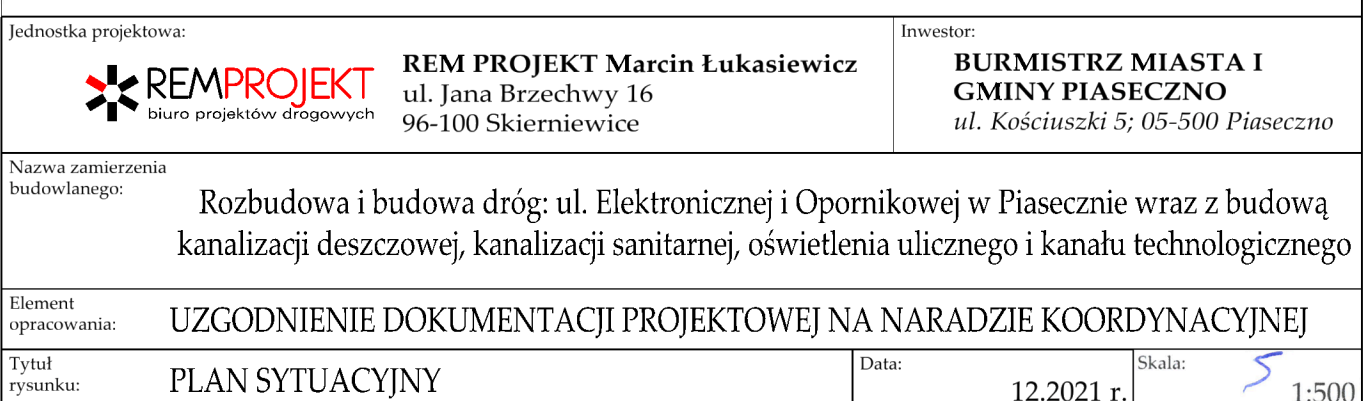 Jednostka projektowa:
REMPROJEKT
biuro projektów drogowych
REM PROJEKT Marcin Łukasiewicz
ul. Jana Brzechwy 16
96-100 Skierniewice
Inwestor:
BURMISTRZ MIASTA I
GMINY PIASECZNO
ul. Kościuszki 5; 05-500 Piaseczno
Nazwa zamierzenia
budowlanego:
Rozbudowa i budowa dróg: ul. Elektronicznej i Opornikowej w Piasecznie wraz z budową
kanalizacji deszczowej, kanalizacji sanitarnej, oświetlenia ulicznego i kanału technologicznego
Element
opracowania:
UZGODNIENIE DOKUMENTACJI PROJEKTOWEJ NA NARADZIE KOORDYNACYJNEJ
Tytuł
rysunku:
PLAN SYTUACYJNY
Data:
12.2021 r.
Skala:
5
1:500